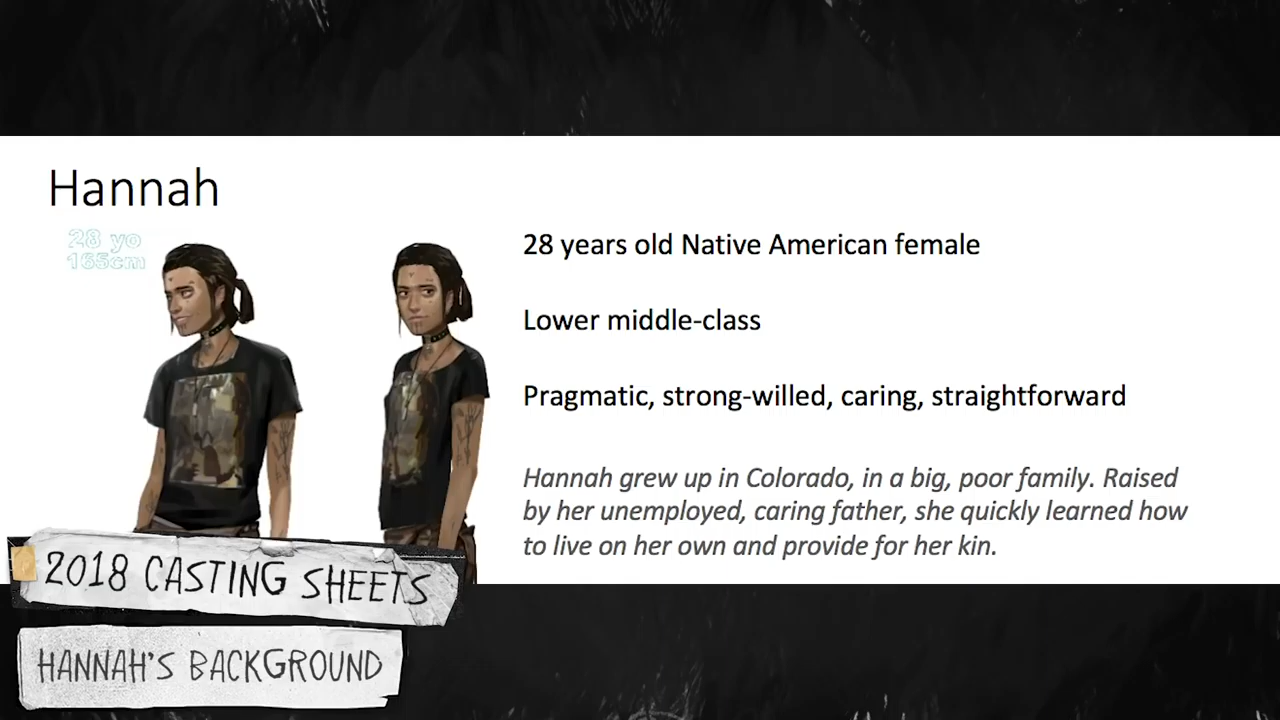 Hannah
28 yo
165cm
28 years old Native American female
Lower middle-class
Pragmatic, strong-willed, caring, straightforward
Hannah grew up in Colorado, in a big, poor family. Raised
by her unemployed, caring father, she quickly learned how
to live on her own and provide for her kin.
2018 CASTING SHEETS
HANNAH'S BACKGROUND